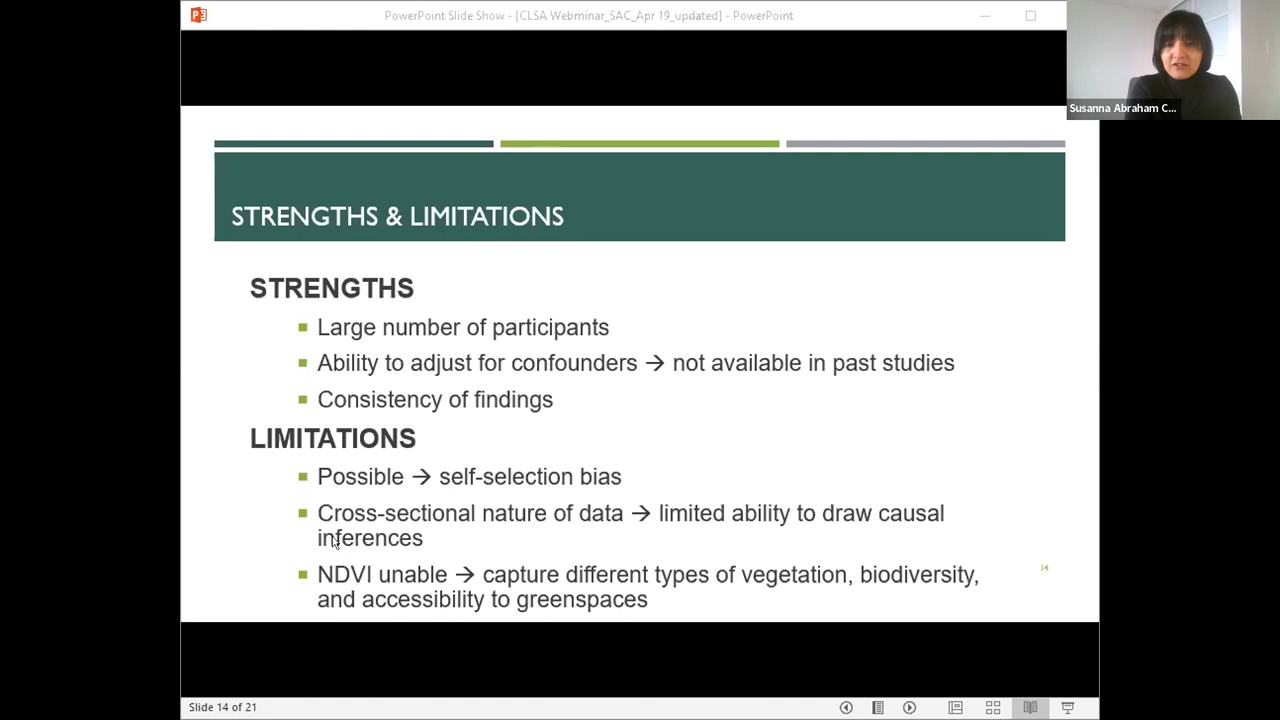 PowerPoint Slide Show - [CLSA Webminar_SAC_Apr 19_updated] - PowerPoint
Susanna Abraham C...
STRENGTHS & LIMITATIONS
STRENGTHS
Large number of participants
Ability to adjust for confounders → not available in past studies
Consistency of findings
LIMITATIONS
Possible → self-selection bias
Cross-sectional nature of data → limited ability to draw causal
inferences
NDVI unable → capture different types of vegetation, biodiversity,
and accessibility to greenspaces
14
Slide 14 of 21